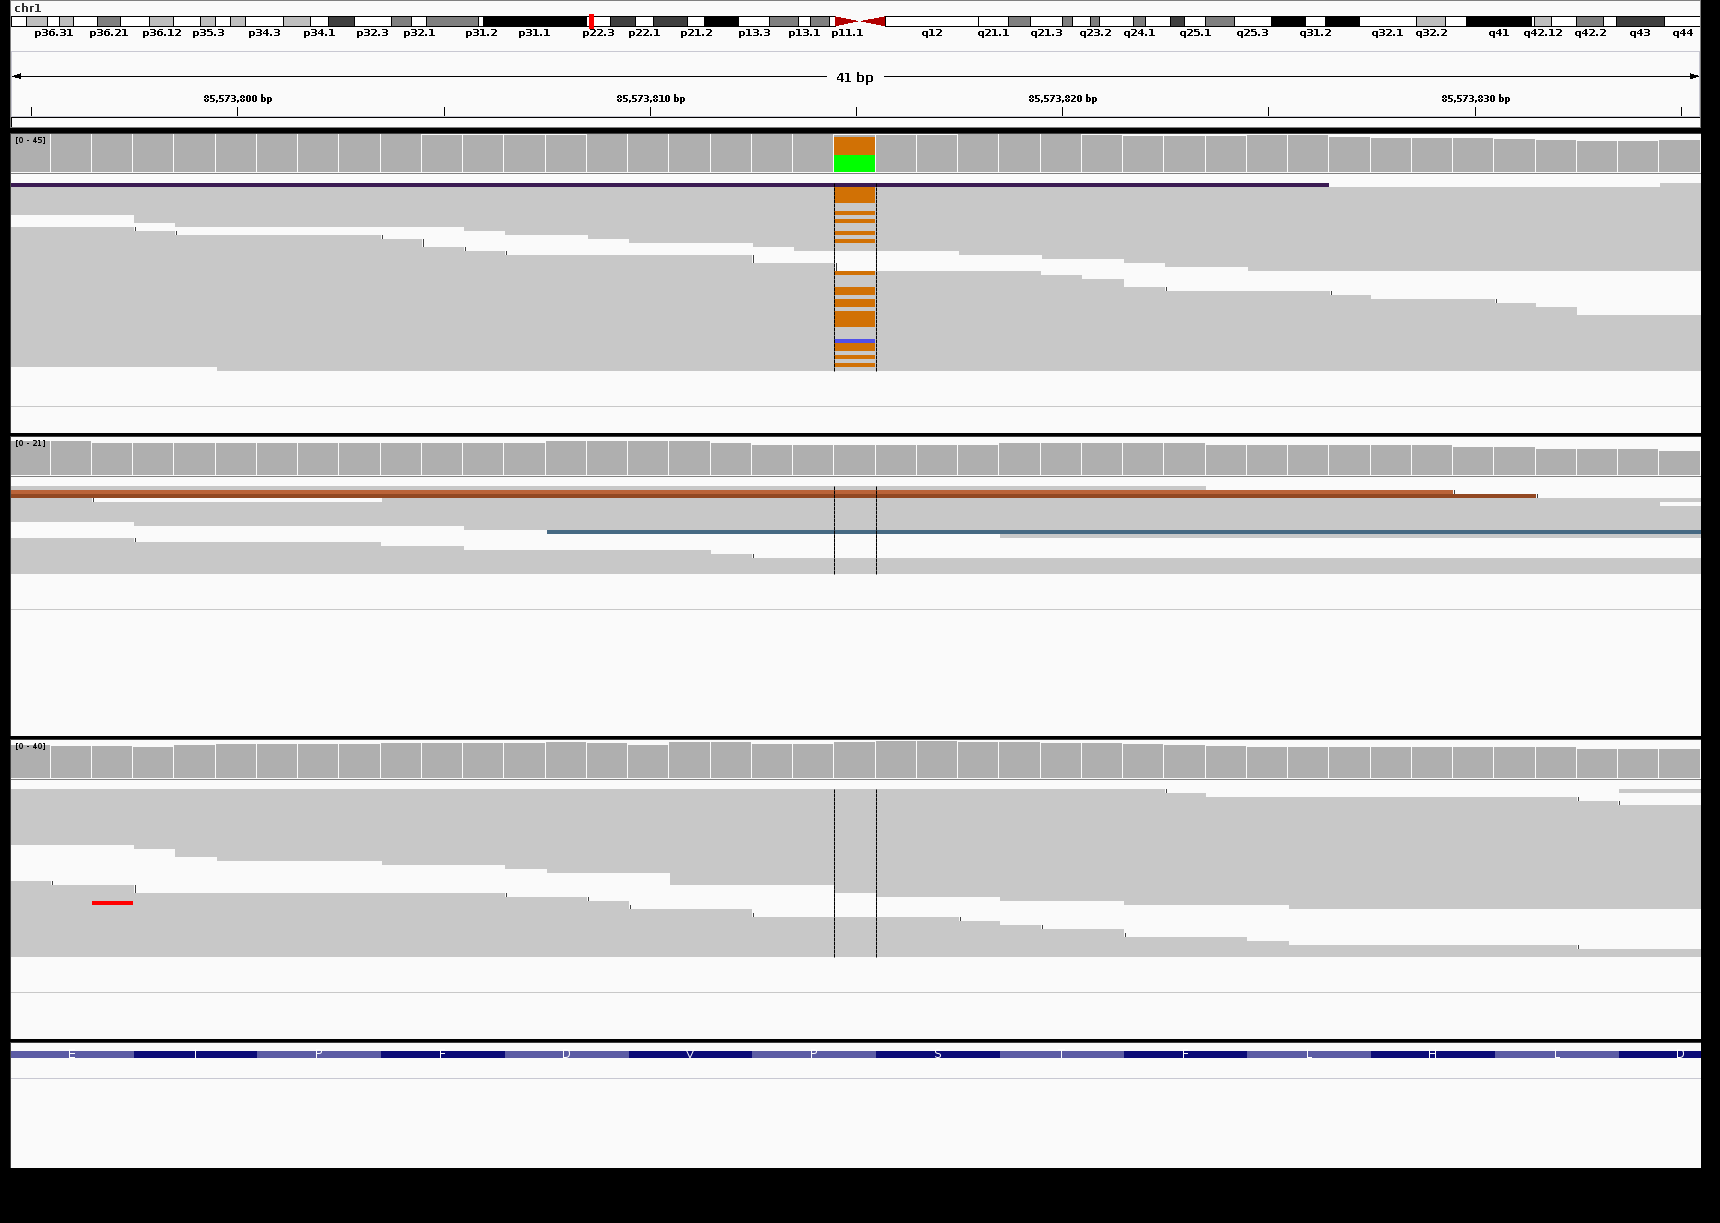 chr1
p36.31 p36.21 p36.12 p35.3 p34.3 p34.1 p32.3 p32.1 p31.2 p31.1 p22.3 p22.1 p21.2 p13.3 p13.1 p11.1 q12 q21.1 q21.3 q23.2 q24.1 q25.1 q25.3 q31.2 q32.1 q32.2 q41 q42.12 q42.2 q43 q44
41 bp
85,573,800 bp 85,573,810 bp 85,573,820 bp 85,573,830 bp
[0 - 45]
[0 - 21]
[0 - 40]
E I P F D V P S I F L H L D